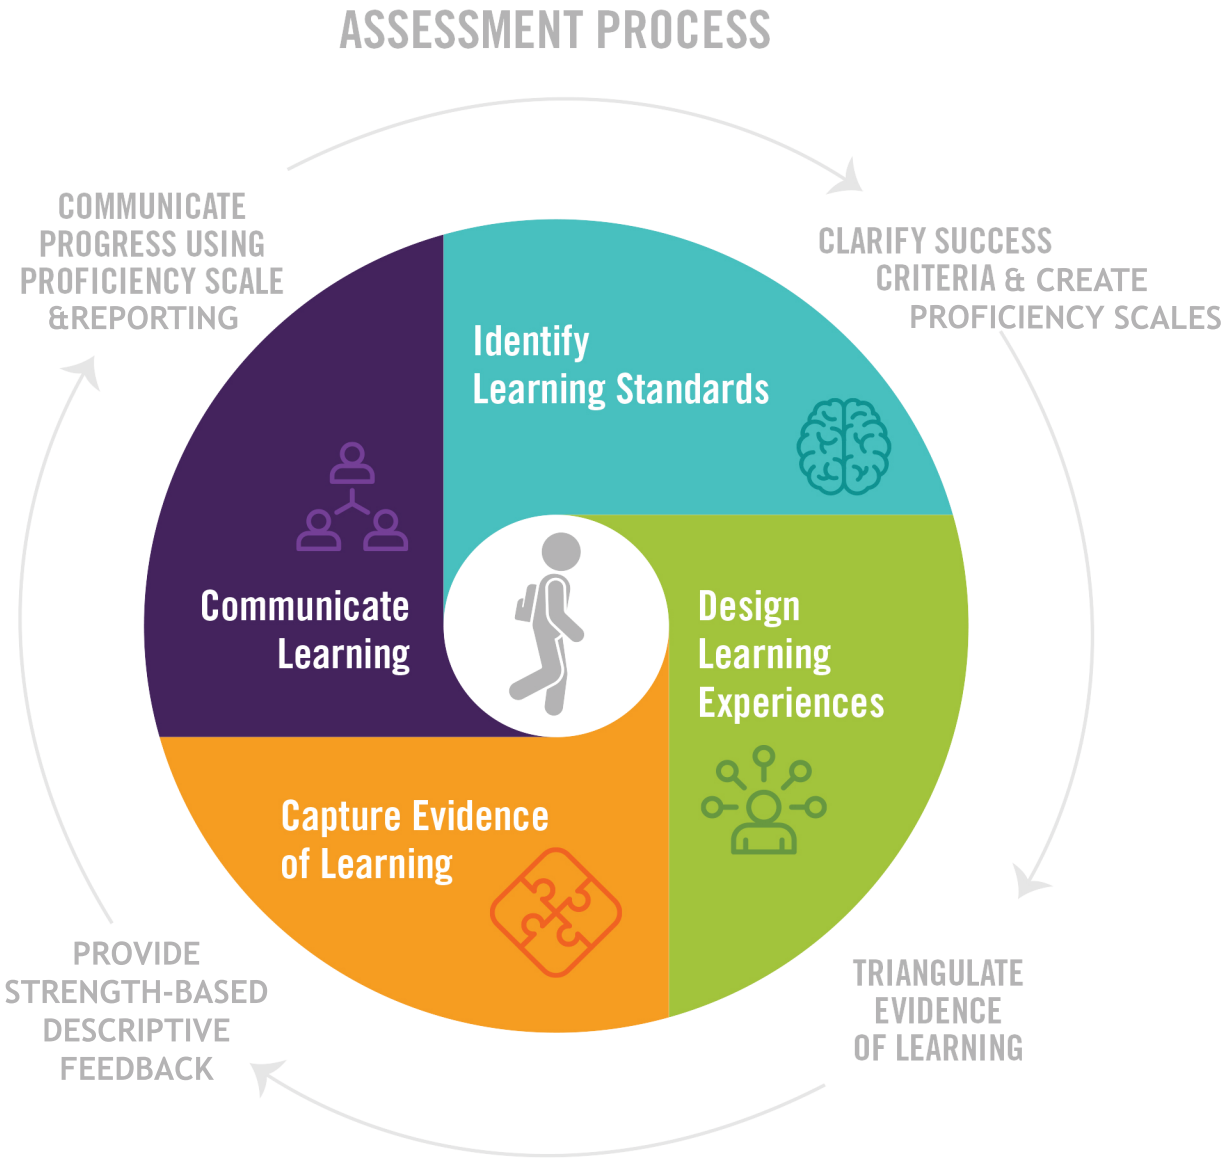 ASSESSMENT PROCESS
COMMUNICATE
PROGRESS USING
PROFICIENCY SCALE
&REPORTING
CLARIFY SUCCESS
CRITERIA & CREATE
PROFICIENCY SCALES
Identify
Learning Standards
Communicate
Learning
Design
Learning
Experiences
Capture Evidence
of Learning
PROVIDE
STRENGTH-BASED
DESCRIPTIVE
FEEDBACK
TRIANGULATE
EVIDENCE
OF LEARNING